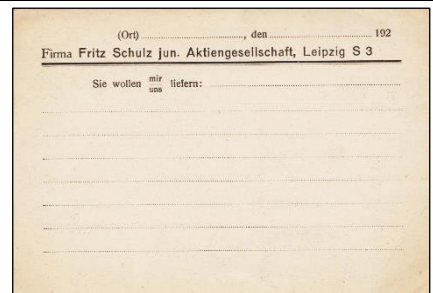 (Ort) ........................., den ......................... 192
Firma Fritz Schulz jun. Aktiengesellschaft, Leipzig S 3
Sie wollen mir uns liefern: